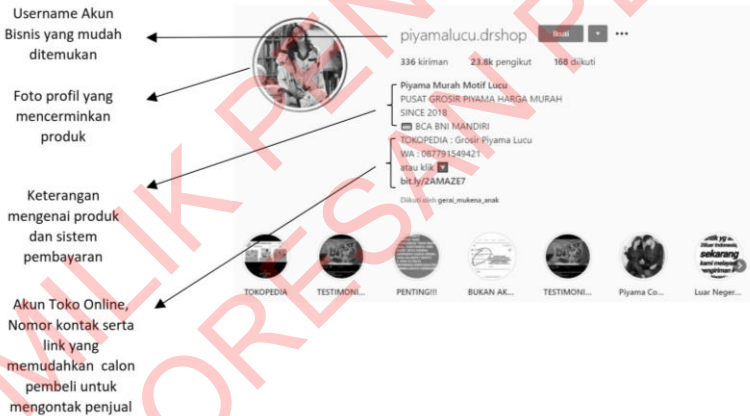 Username Akun
Bisnis yang mudah
ditemukan
Foto profil yang
mencerminkan
produk
Keterangan
mengenai produk
dan sistem
pembayaran
Akun Toko Online,
Nomor kontak serta
link yang
memudahkan calon
pembeli untuk
mengontak penjual
piyamalucu.drshop Ikuti
336 kiriman 23.8k pengikut 168 diikuti
Piyama Murah Motif Lucu
PUSAT GROSIR PIYAMA HARGA MURAH
SINCE 2018
BCA BNI MANDIRI
TOKOPEDIA : Grosir Piyama Lucu
WA : 087791549421
atau klik
bit.ly/2AMAZE7
Diikuti oleh gerai_mukena_anak
sekarang
kami melayani
TOKOPEDIA TESTIMONI... PENTING!!! BUKAN AK... TESTIMONI... Piyama Co... Luar Neger...
MILIK